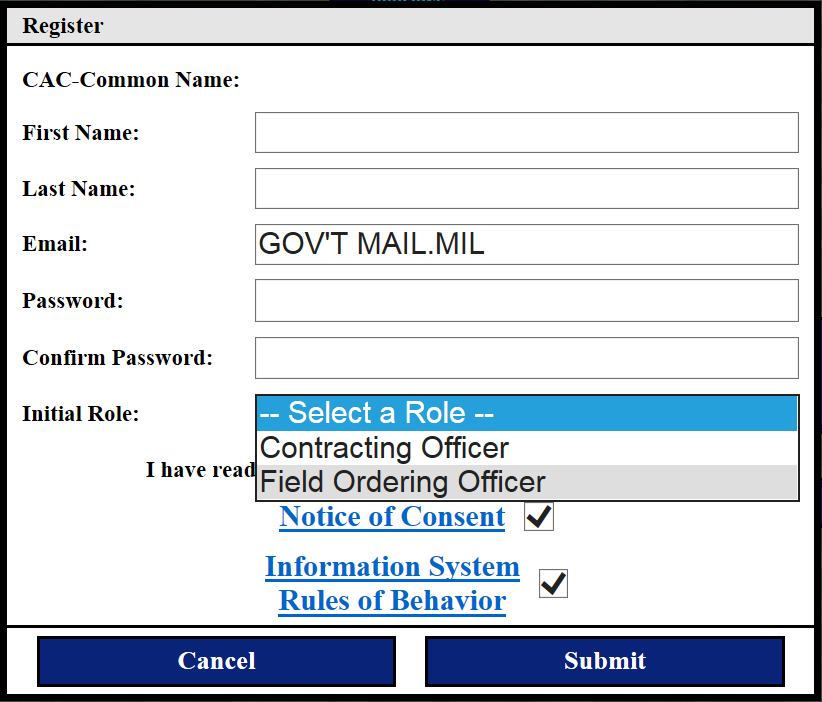 Register
CAC-Common Name:
First Name:
Last Name:
Email: GOV'T MAIL.MIL
Password:
Confirm Password:
Initial Role: -- Select a Role --
Contracting Officer
I have read Field Ordering Officer
Notice of Consent
Information System
Rules of Behavior
Cancel Submit